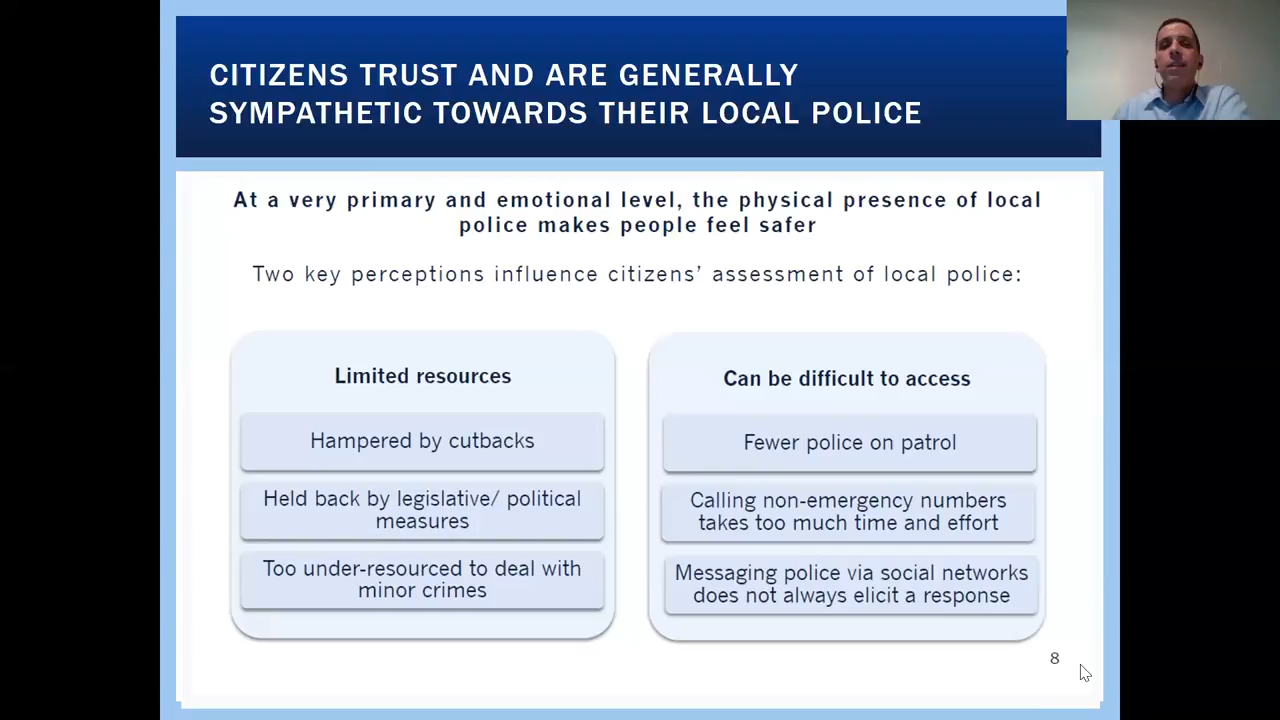 CITIZENS TRUST AND ARE GENERALLY
SYMPATHETIC TOWARDS THEIR LOCAL POLICE
At a very primary and emotional level, the physical presence of local
police makes people feel safer
Two key perceptions influence citizens’ assessment of local police:
Limited resources
Hampered by cutbacks
Held back by legislative/ political
measures
Too under-resourced to deal with
minor crimes
Can be difficult to access
Fewer police on patrol
Calling non-emergency numbers
takes too much time and effort
Messaging police via social networks
does not always elicit a response
8